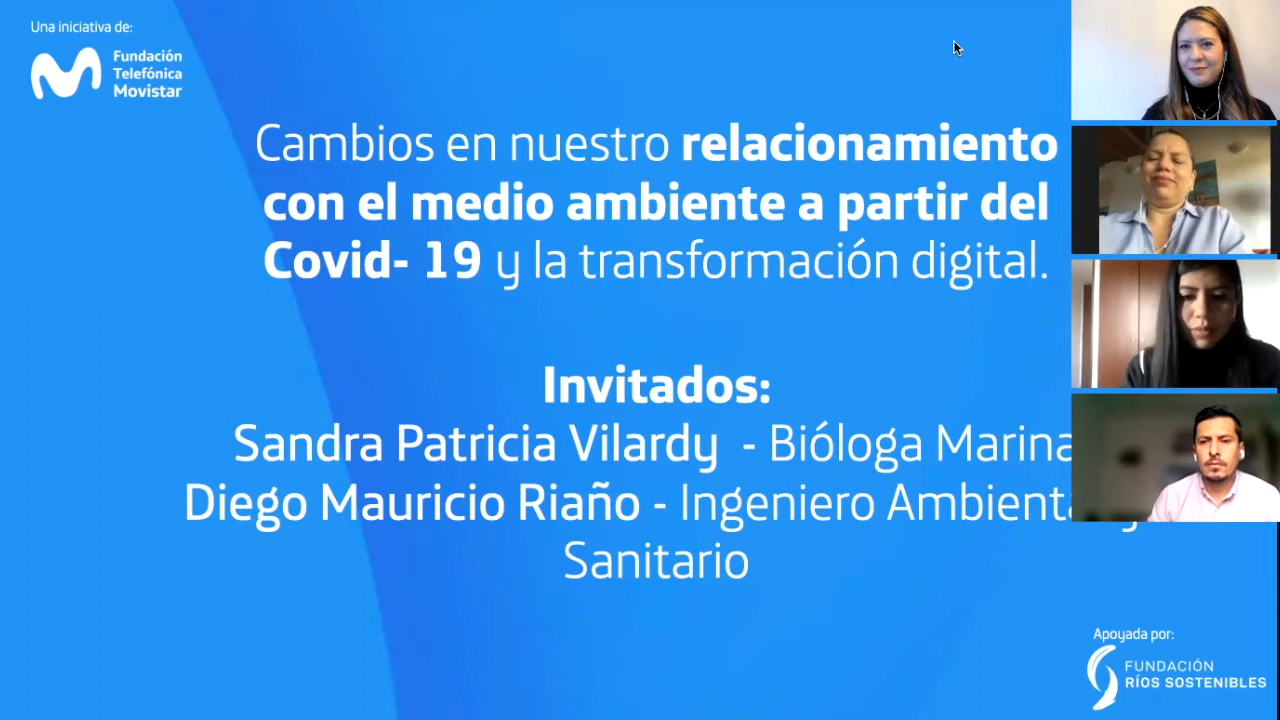 Una iniciativa de:
Fundación
Telefónica
Movistar
Cambios en nuestro relacionamiento
con el medio ambiente a partir del
Covid- 19 y la transformación digital.
Invitados:
Sandra Patricia Vilardy - Bióloga Marina
Diego Mauricio Riaño - Ingeniero
Sanitario
Apoyada por:
FUNDACIÓN
RÍOS SOSTENIBLES